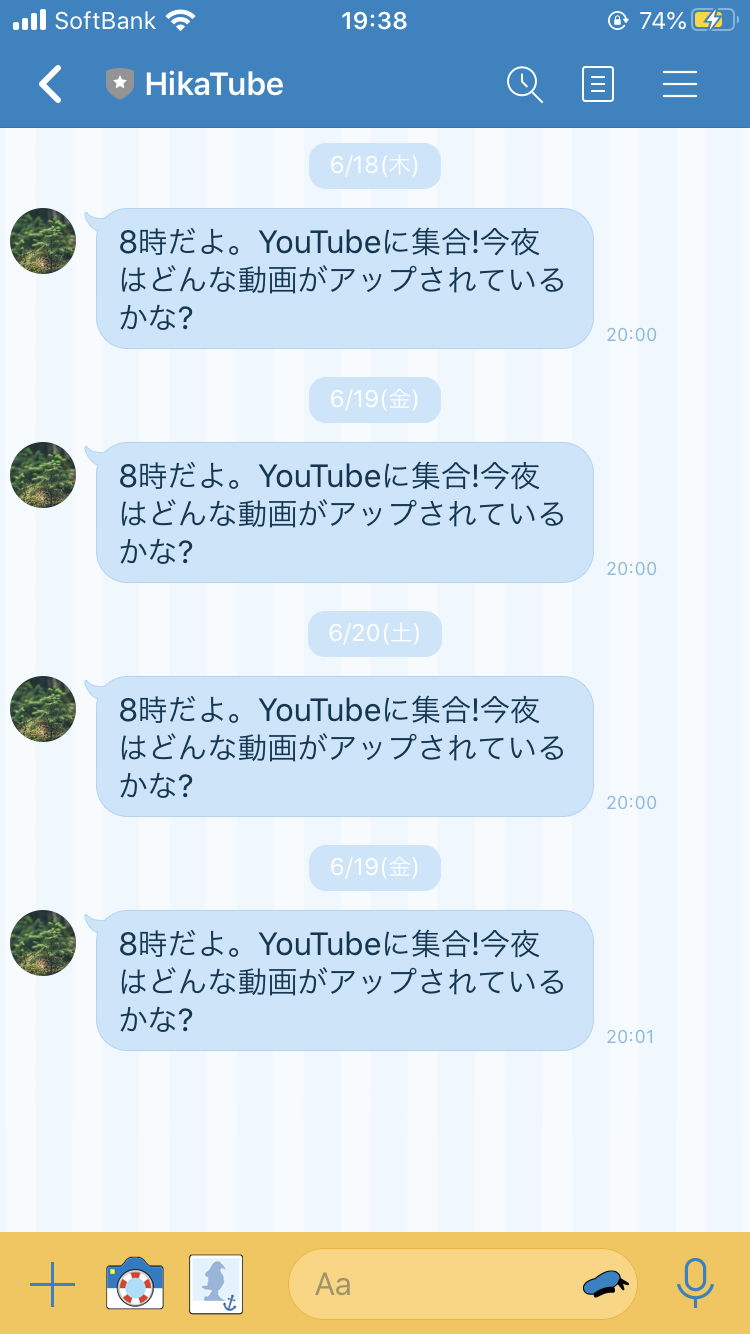 SoftBank 19:38 74%
HikaTube
6/18(木)
8時だよ。YouTubeに集合!今夜
はどんな動画がアップされている
かな?
20:00
6/19(金)
8時だよ。YouTubeに集合!今夜
はどんな動画がアップされている
かな?
20:00
6/20(土)
8時だよ。YouTubeに集合!今夜
はどんな動画がアップされている
かな?
20:00
6/19(金)
8時だよ。YouTubeに集合!今夜
はどんな動画がアップされている
かな?
20:01
Aa